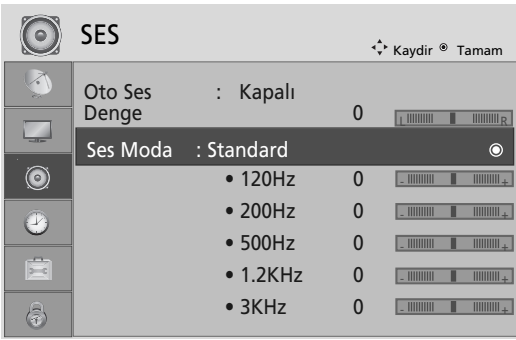 SES
Kaydir Tamam
Oto Ses : Kapalı
Denge 0 L R
Ses Moda : Standard
• 120Hz 0 - +
• 200Hz 0 - +
• 500Hz 0 - +
• 1.2KHz 0 - +
• 3KHz 0 - +